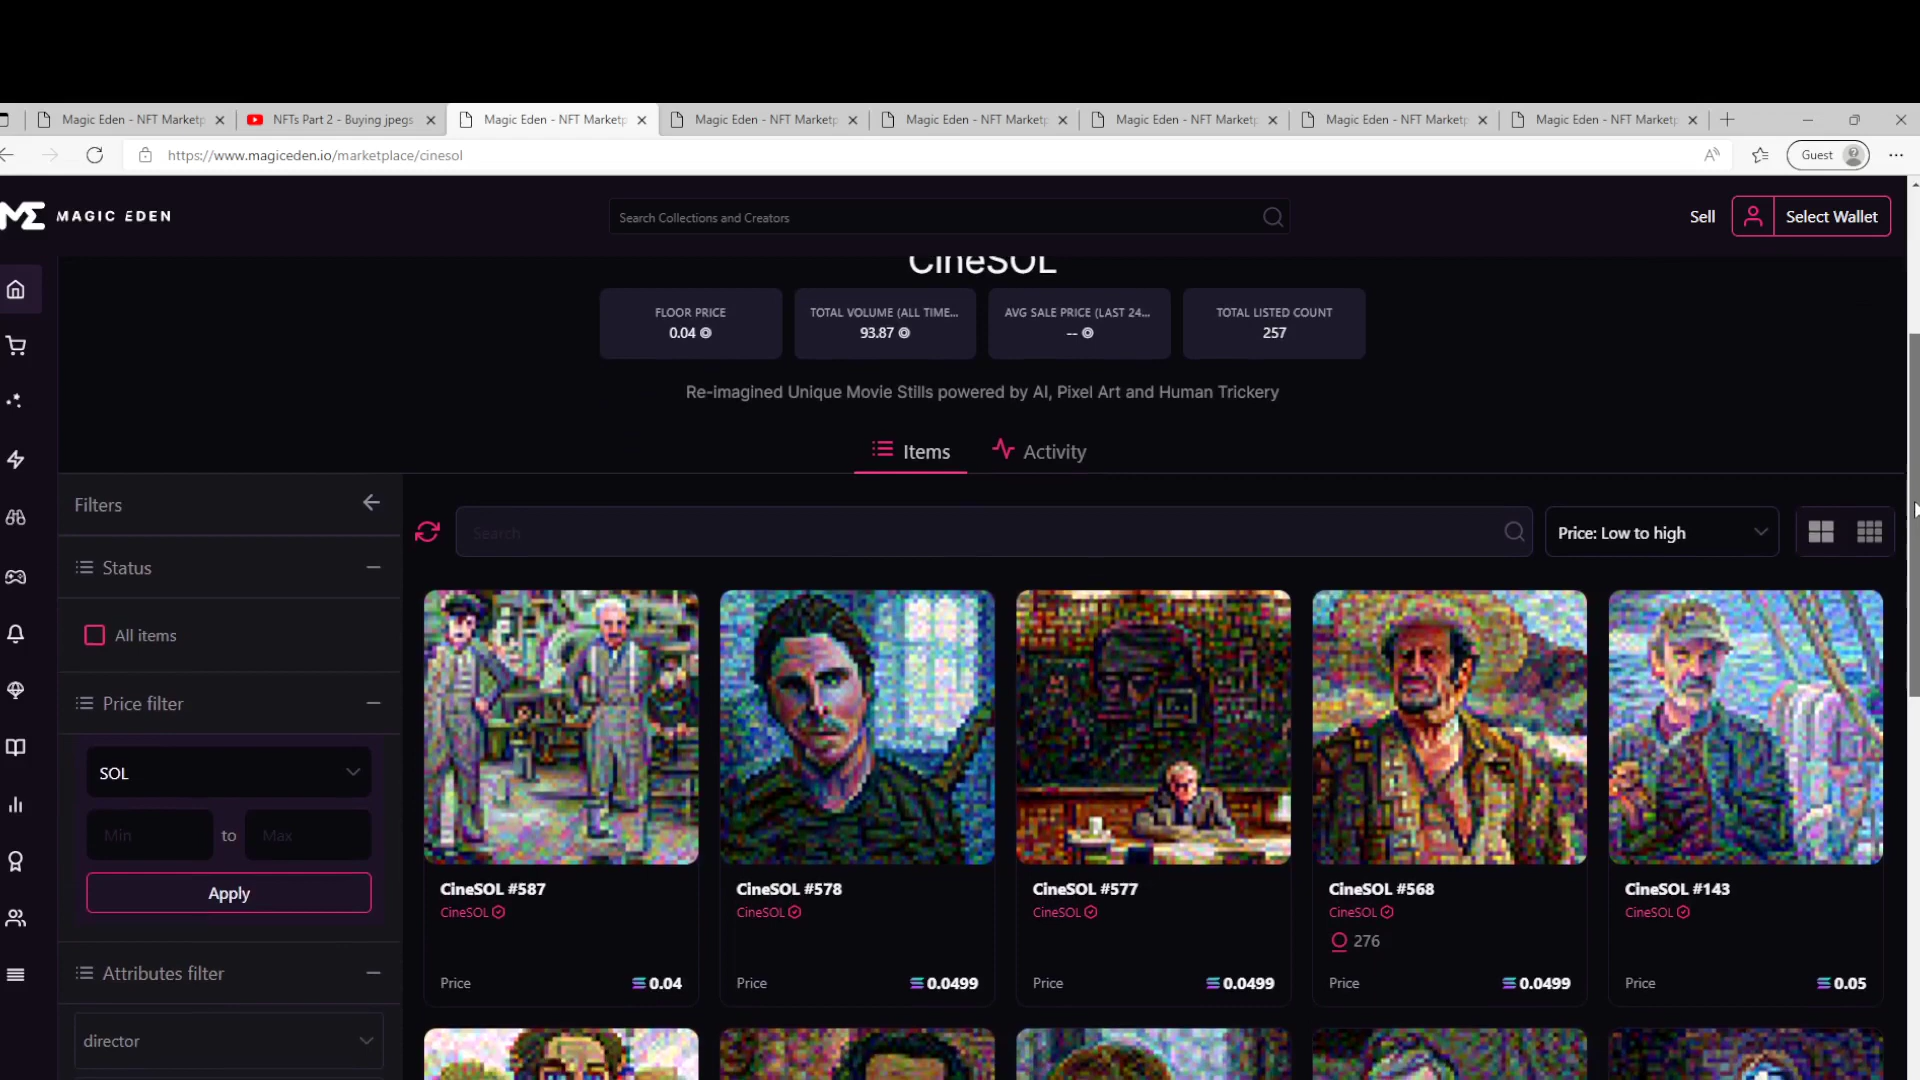 Magic Eden - NFT Marketp
NFTs Part 2 - Buying jpegs
Magic Eden - NFT Marketp
Magic Eden - NFT Marketp
Magic Eden - NFT Marketp
Magic Eden - NFT Marketp
Magic Eden - NFT Marketp
Magic Eden - NFT Marketp
https://www.magiceden.io/marketplace/cinesol
Guest
MAGIC EDEN
Search Collections and Creators
Sell
Select Wallet
CineSOL
FLOOR PRICE
0.04
TOTAL VOLUME (ALL TIME...
93.87
AVG SALE PRICE (LAST 24...
--
TOTAL LISTED COUNT
257
Re-imagined Unique Movie Stills powered by AI, Pixel Art and Human Trickery
Items
Activity
Filters
Search
Price: Low to high
Status
All items
Price filter
SOL
Min
to
Max
Apply
Attributes filter
director
CineSOL #587
CineSOL
Price
0.04
CineSOL #578
CineSOL
Price
0.0499
CineSOL #577
CineSOL
Price
0.0499
CineSOL #568
CineSOL
276
Price
0.0499
CineSOL #143
CineSOL
Price
0.05